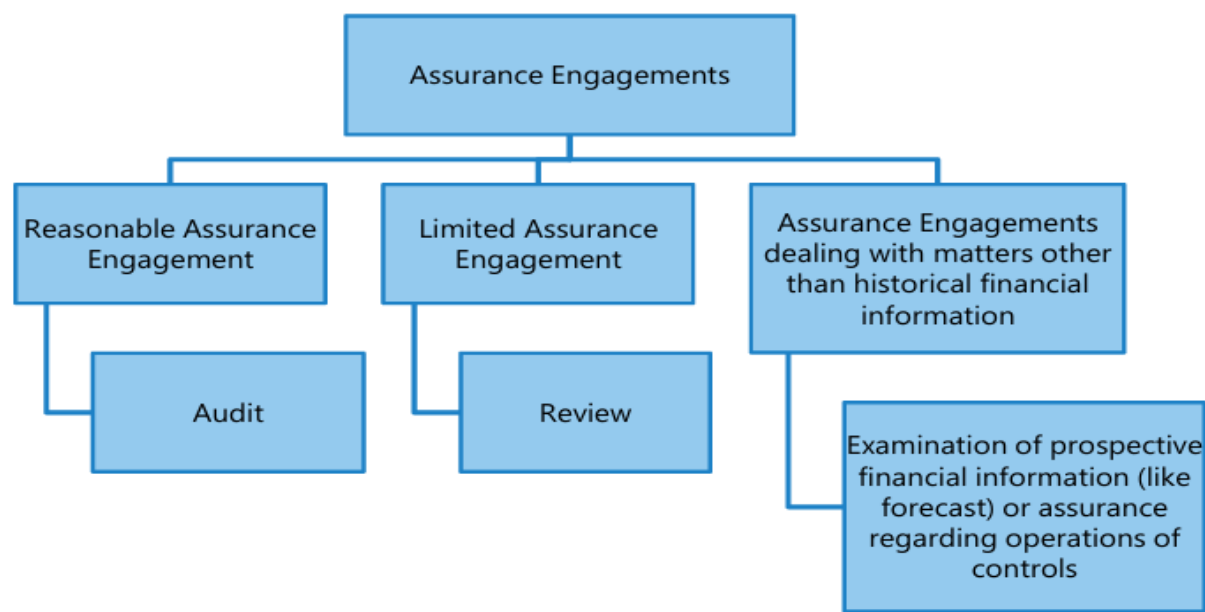 Assurance Engagements
Reasonable Assurance
Engagement
Limited Assurance
Engagement
Assurance Engagements
dealing with matters other
than historical financial
information
Audit
Review
Examination of prospective
financial information (like
forecast) or assurance
regarding operations of
controls